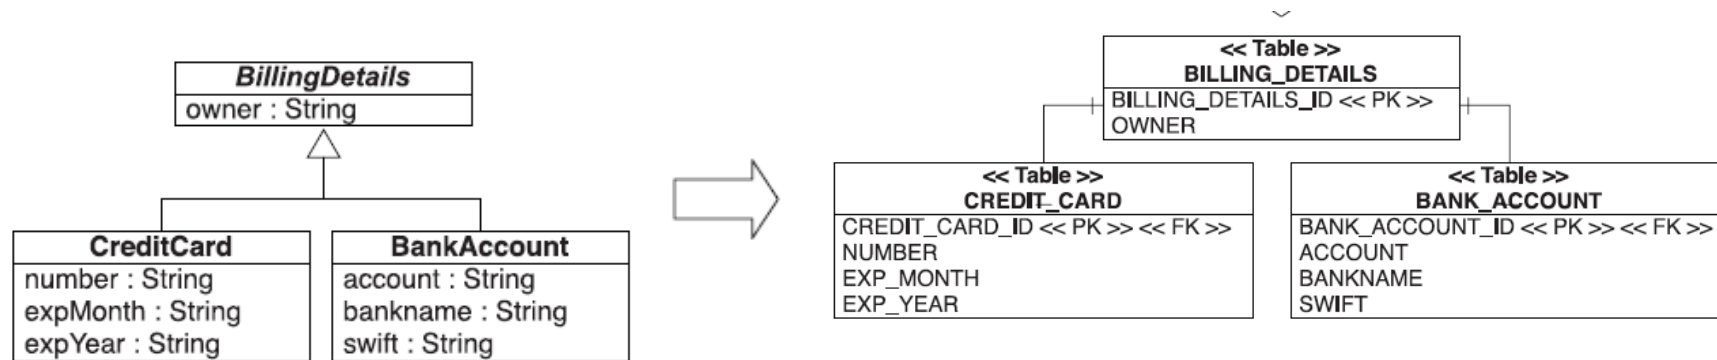 BillingDetails
owner : String
CreditCard
number : String
expMonth : String
expYear : String
BankAccount
account : String
bankname : String
swift : String
<< Table >>
BILLING_DETAILS
BILLING_DETAILS_ID << PK >>
OWNER
<< Table >>
CREDIT_CARD
CREDIT_CARD_ID << PK >> << FK >>
NUMBER
EXP_MONTH
EXP_YEAR
<< Table >>
BANK_ACCOUNT
BANK_ACCOUNT_ID << PK >> << FK >>
ACCOUNT
BANKNAME
SWIFT